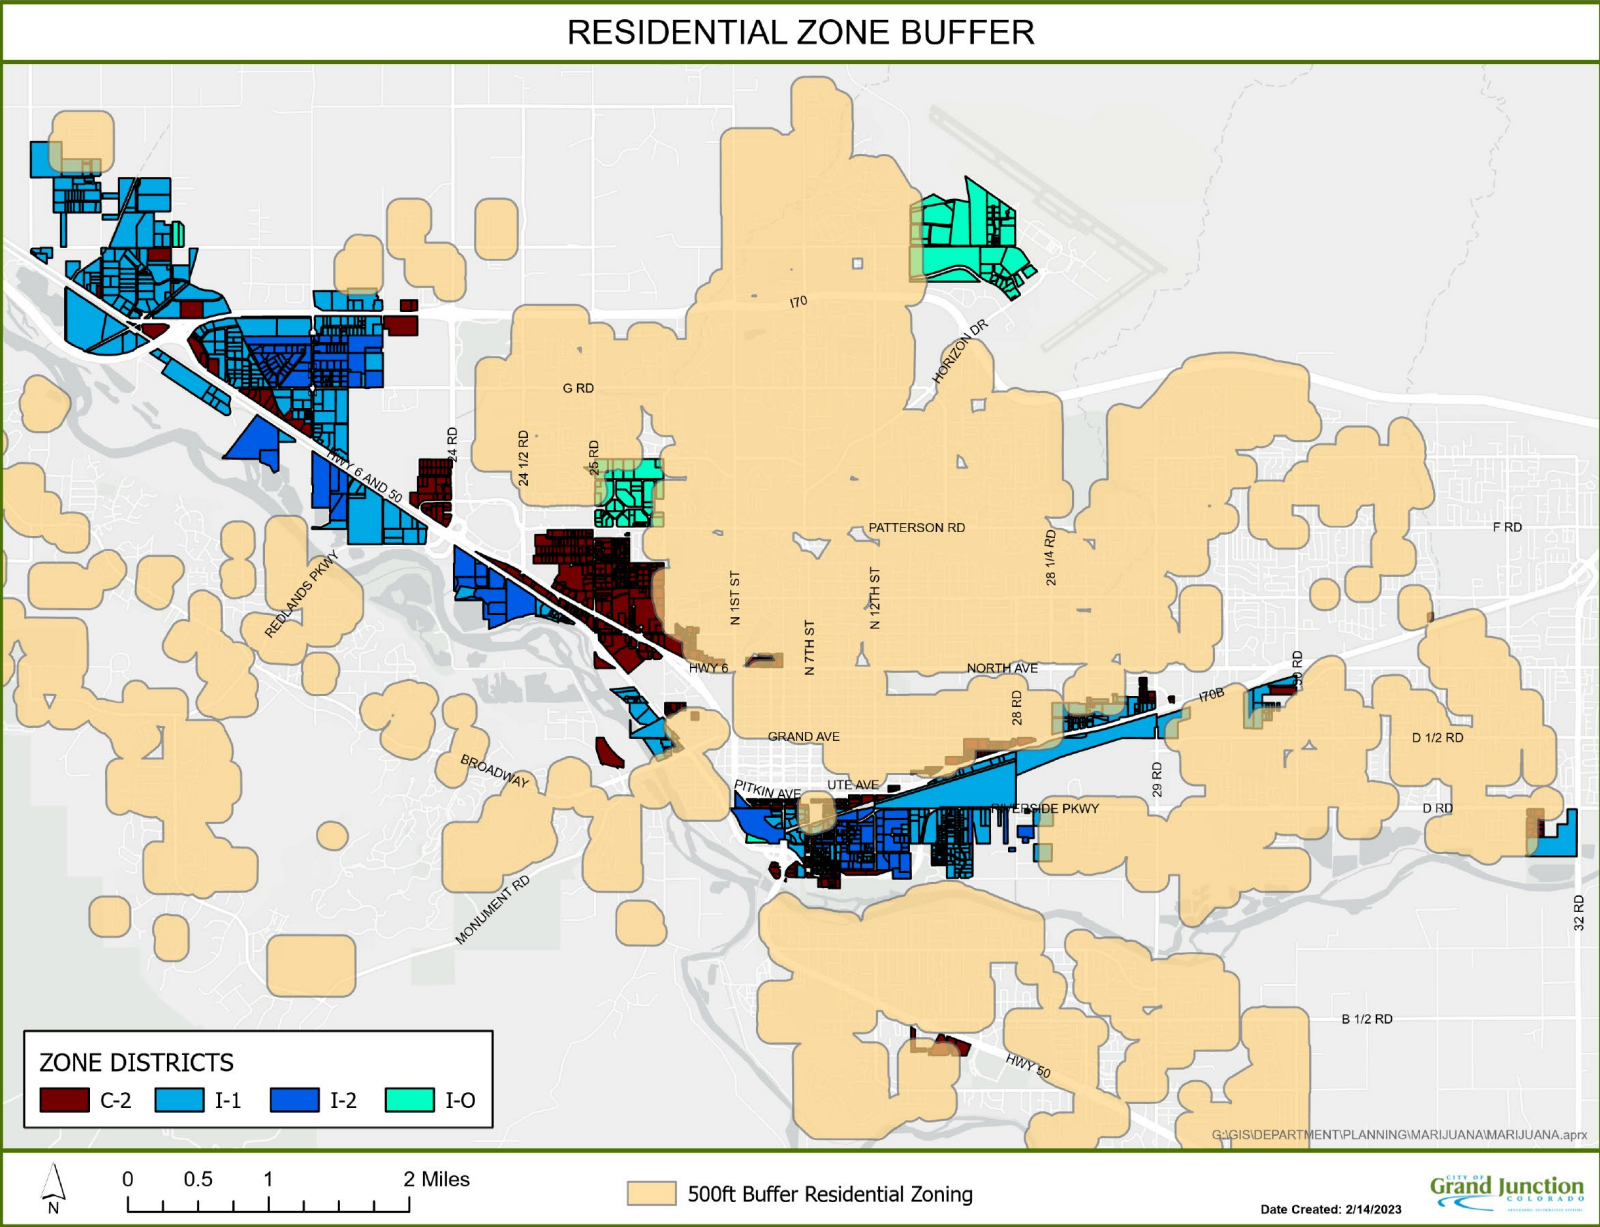 RESIDENTIAL ZONE BUFFER
I70
HORIZON DR
G RD
24 RD
24 1/2 RD
25 RD
HWY 6 AND 50
PATTERSON RD
F RD
28 1/4 RD
N 1ST ST
N 12TH ST
N 7TH ST
REDLANDS PKWY
HWY 6
NORTH AVE
30 RD
I70B
28 RD
GRAND AVE
D 1/2 RD
BROADWAY
PITKIN AVE
UTE AVE
29 RD
RIVERSIDE PKWY
D RD
MONUMENT RD
32 RD
B 1/2 RD
HWY 50
ZONE DISTRICTS
C-2 I-1 I-2 I-O
G:\GIS\DEPARTMENT\PLANNING\MARIJUANA\MARIJUANA.aprx
N
0 0.5 1 2 Miles
500ft Buffer Residential Zoning
Date Created: 2/14/2023
CITY OF
Grand Junction
COLORADO